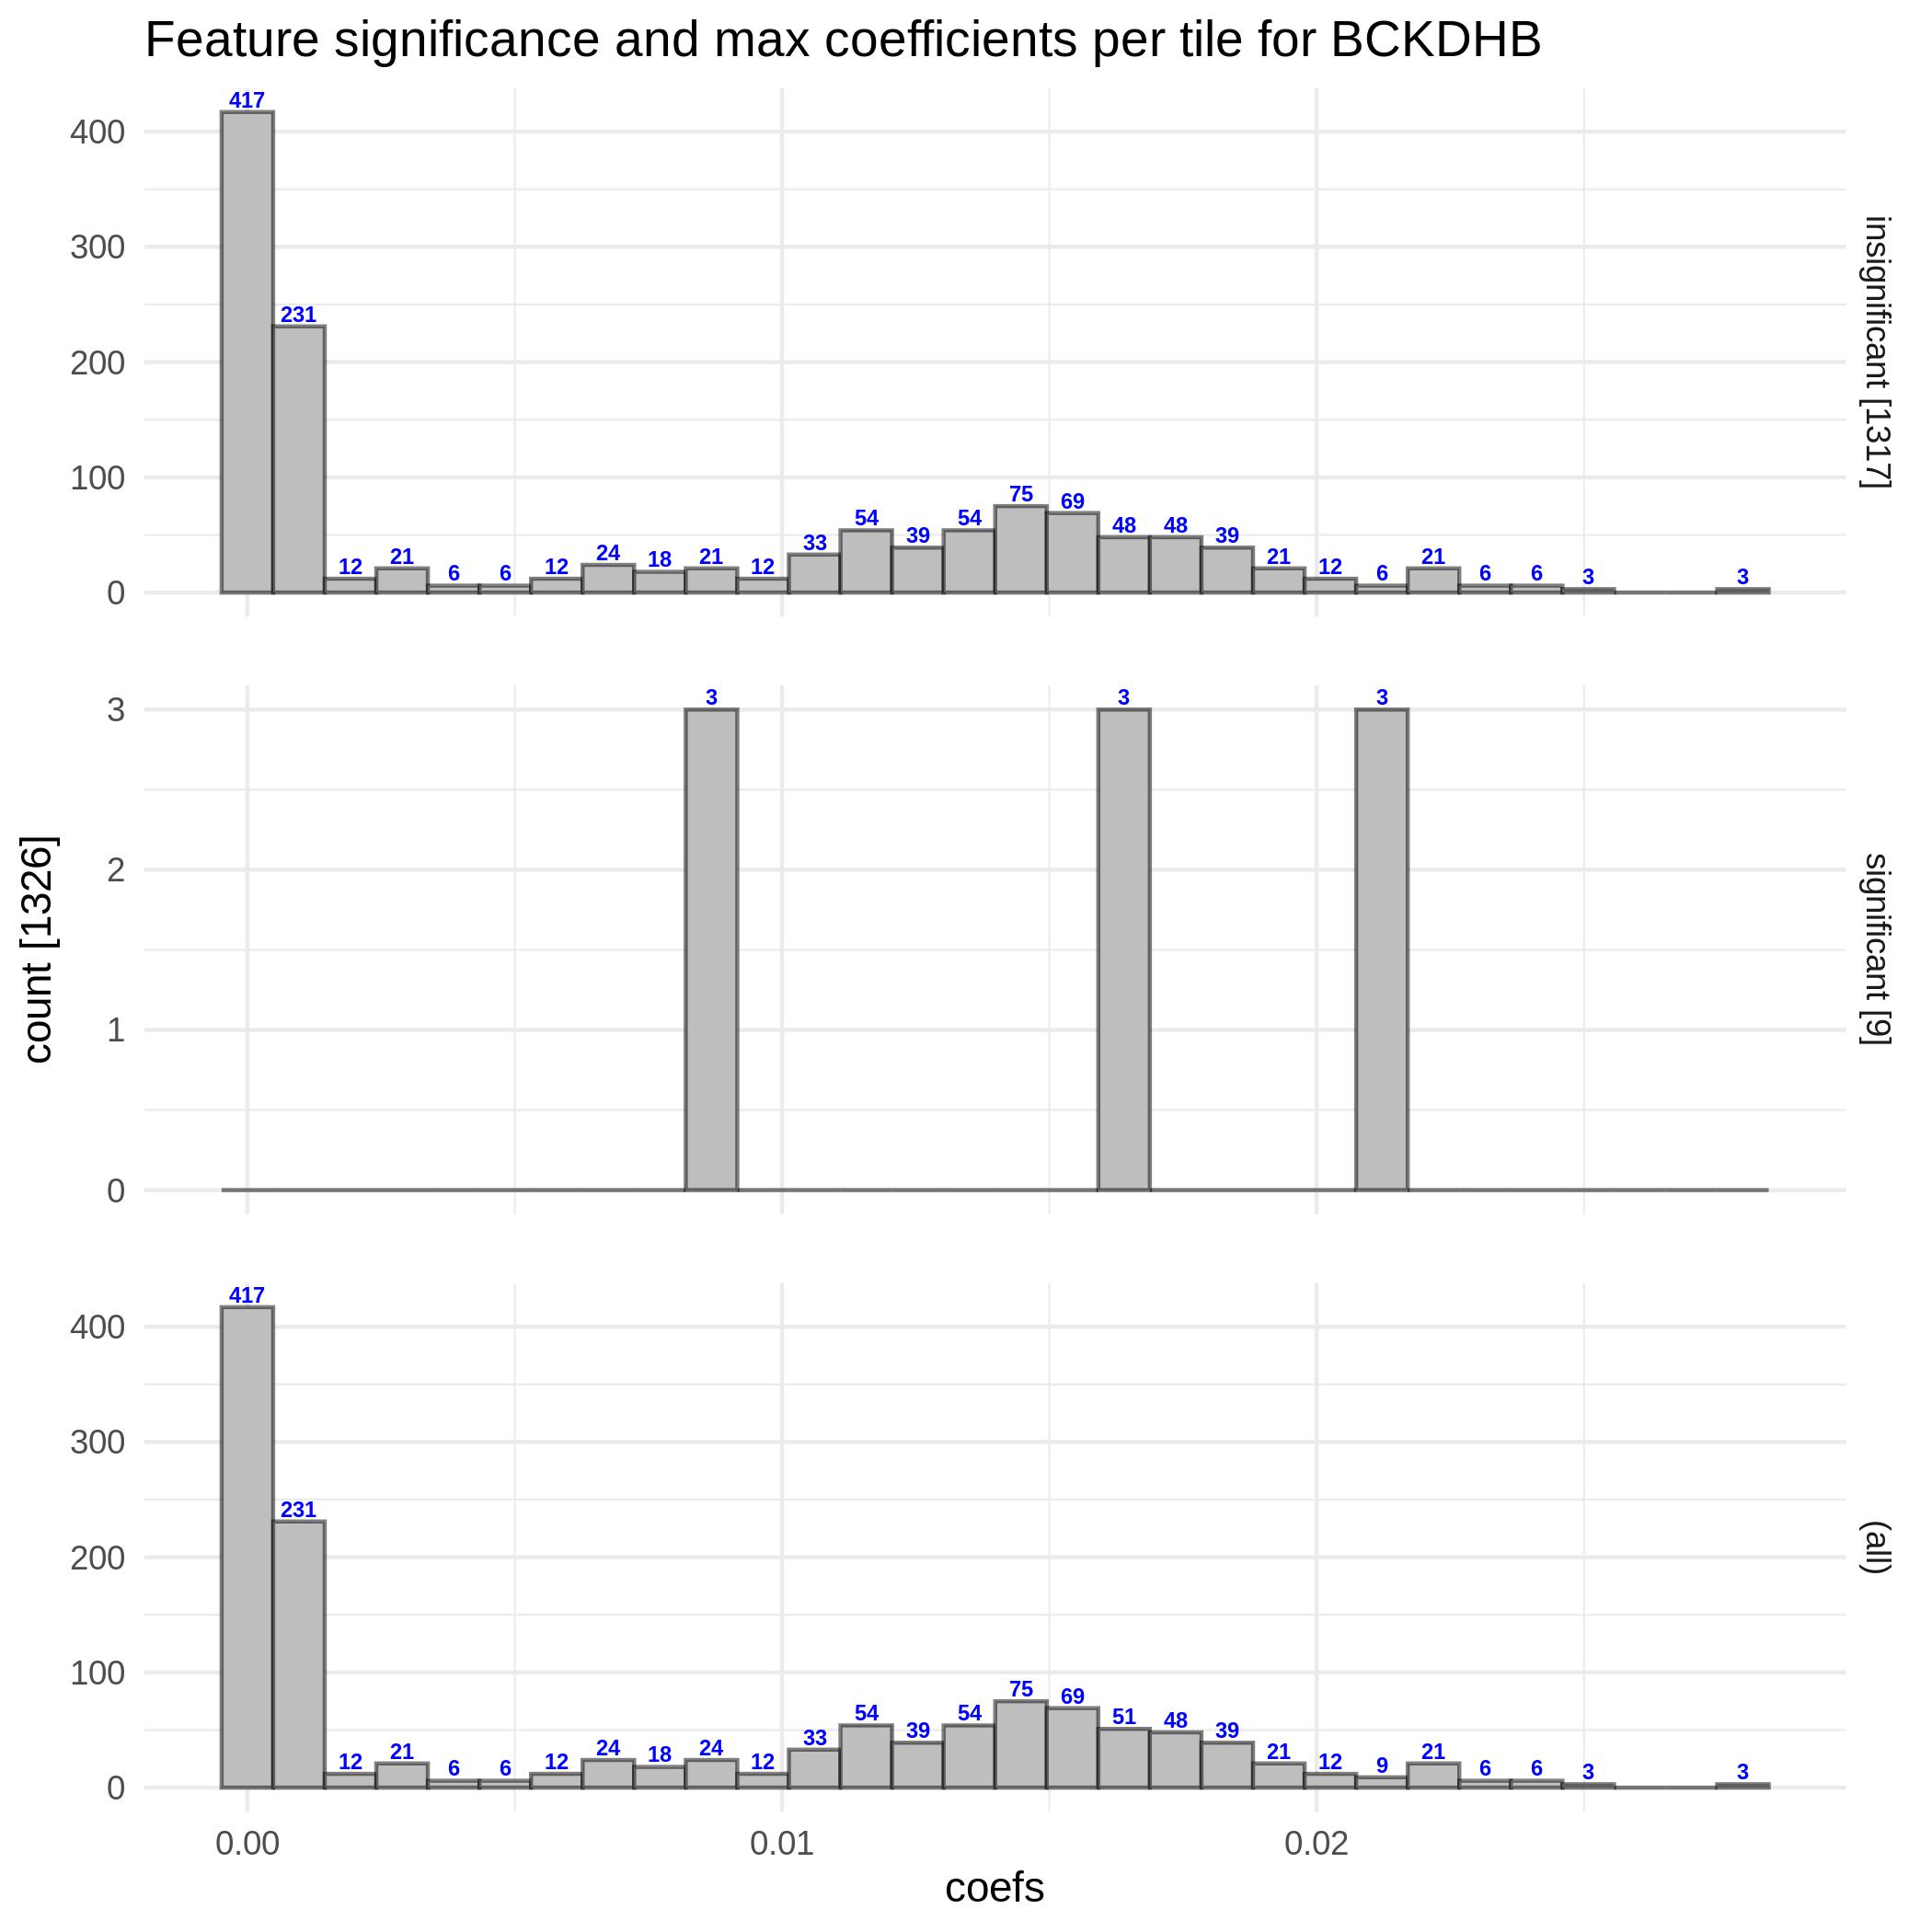 Feature significance and max coefficients per tile for BCKDHB
417
400
300
231
200
100
0
12 21 6 6 12 24 18 21 12 33 54 39 54 75 69 48 48 39 21 12 6 21 6 6 3 3
insignificant [1317]
3 3 3
3
2
1
0
count [1326]
significant [9]
417
400
300
231
200
100
0
12 21 6 6 12 24 18 24 12 33 54 39 54 75 69 51 48 39 21 12 9 21 6 6 3 3
(all)
0.00 0.01 0.02
coefs